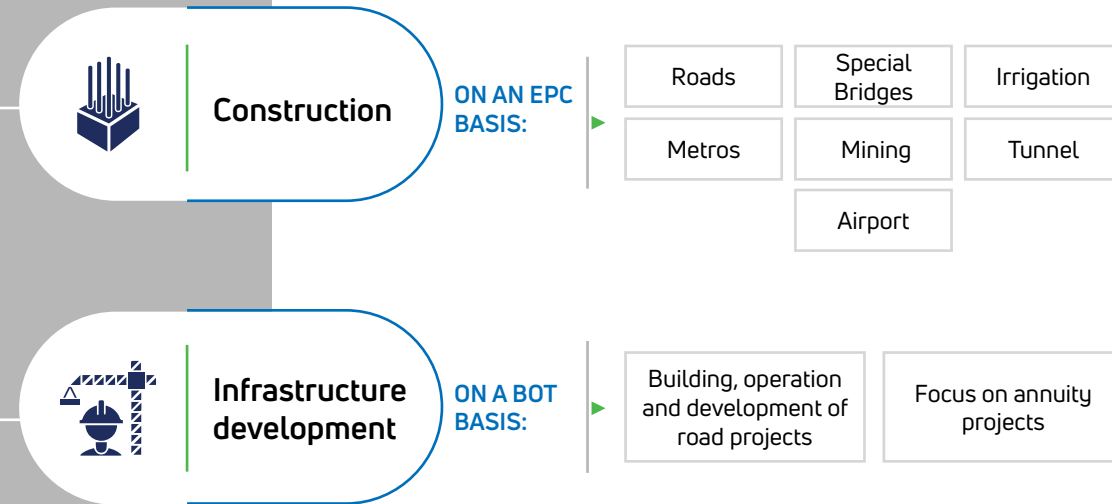 Construction
ON AN EPC
BASIS:
Roads
Special
Bridges
Irrigation
Metros
Mining
Tunnel
Airport
Infrastructure
development
ON A BOT
BASIS:
Building, operation
and development of
road projects
Focus on annuity
projects